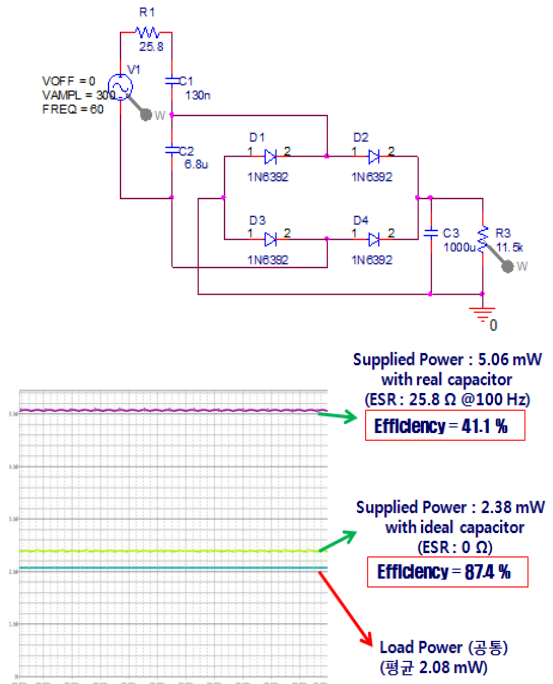 R1
25.8
V1
VOFF = 0
VAMPL = 300
FREQ = 60
W
C1
130n
C2
6.8u
D1
1 2
1N6392
D2
1 2
1N6392
D3
1 2
1N6392
D4
1 2
1N6392
C3
1000u
R3
11.5k
W
0
Supplied Power : 5.06 mW
with real capacitor
(ESR : 25.8 Ω @100 Hz)
Efficiency = 41.1 %
Supplied Power : 2.38 mW
with ideal capacitor
(ESR : 0 Ω)
Efficiency = 87.4 %
Load Power (공통)
(평균 2.08 mW)